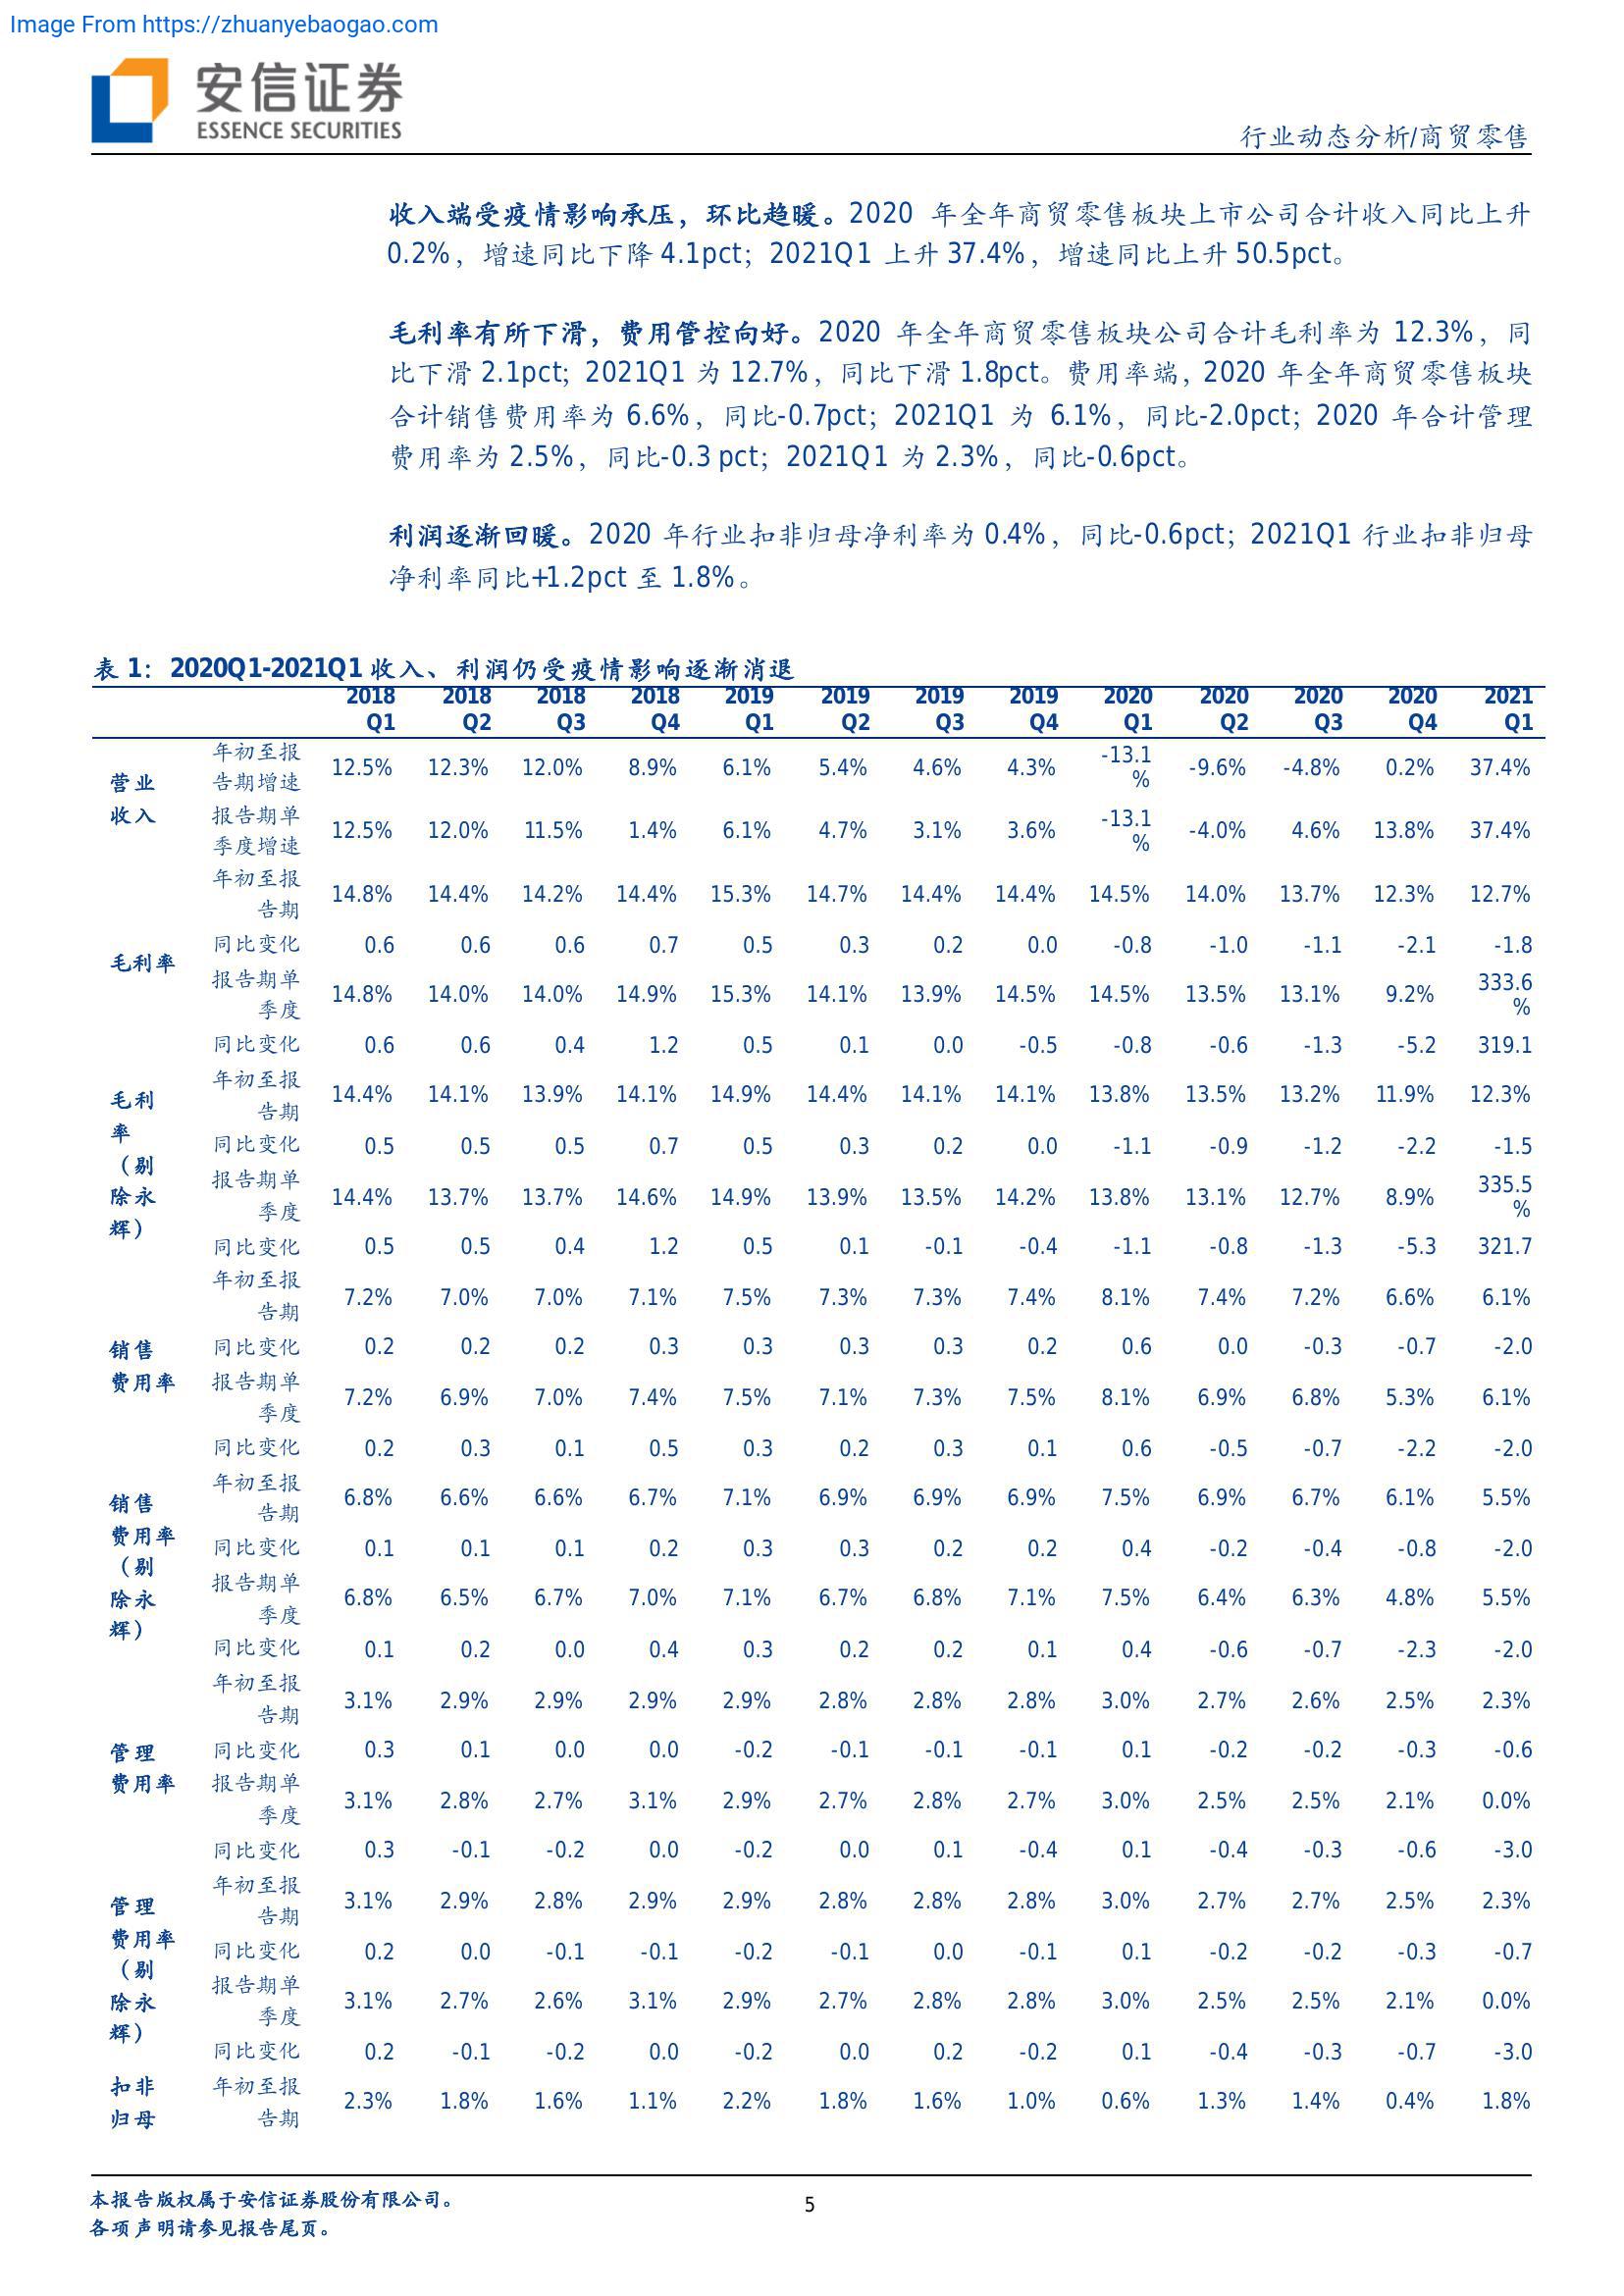 Image From https://zhuanyebaogao.com
安信证券
ESSENCE SECURITIES
行业动态分析/商贸零售
收入端受疫情影响承压，环比趋暖。2020 年全年商贸零售板块上市公司合计收入同比上升
0.2%，增速同比下降 4.1pct；2021Q1 上升 37.4%，增速同比上升 50.5pct。
毛利率有所下滑，费用管控向好。2020 年全年商贸零售板块公司合计毛利率为 12.3%，同
比下滑 2.1pct；2021Q1 为 12.7%，同比下滑 1.8pct。费用率端，2020 年全年商贸零售板块
合计销售费用率为 6.6%，同比-0.7pct；2021Q1 为 6.1%，同比-2.0pct；2020 年合计管理
费用率为 2.5%，同比-0.3 pct；2021Q1 为 2.3%，同比-0.6pct。
利润逐渐回暖。2020 年行业扣非归母净利率为 0.4%，同比-0.6pct；2021Q1 行业扣非归母
净利率同比+1.2pct 至 1.8%。
表 1：2020Q1-2021Q1 收入、利润仍受疫情影响逐渐消退
2018 2018 2018 2018 2019 2019 2019 2019 2020 2020 2020 2020 2021
Q1 Q2 Q3 Q4 Q1 Q2 Q3 Q4 Q1 Q2 Q3 Q4 Q1
营业
收入
年初至报
告期增速
12.5% 12.3% 12.0% 8.9% 6.1% 5.4% 4.6% 4.3% -13.1% -9.6% -4.8% 0.2% 37.4%
报告期单
季度增速
12.5% 12.0% 11.5% 1.4% 6.1% 4.7% 3.1% 3.6% -13.1% -4.0% 4.6% 13.8% 37.4%
毛利率
年初至报
告期
14.8% 14.4% 14.2% 14.4% 15.3% 14.7% 14.4% 14.4% 14.5% 14.0% 13.7% 12.3% 12.7%
同比变化 0.6 0.6 0.6 0.7 0.5 0.3 0.2 0.0 -0.8 -1.0 -1.1 -2.1 -1.8
报告期单
季度
14.8% 14.0% 14.0% 14.9% 15.3% 14.1% 13.9% 14.5% 14.5% 13.5% 13.1% 9.2% 333.6%
同比变化 0.6 0.6 0.4 1.2 0.5 0.1 0.0 -0.5 -0.8 -0.6 -1.3 -5.2 319.1
毛利
率
（剔
除永
辉）
年初至报
告期
14.4% 14.1% 13.9% 14.1% 14.9% 14.4% 14.1% 14.1% 13.8% 13.5% 13.2% 11.9% 12.3%
同比变化 0.5 0.5 0.5 0.7 0.5 0.3 0.2 0.0 -1.1 -0.9 -1.2 -2.2 -1.5
报告期单
季度
14.4% 13.7% 13.7% 14.6% 14.9% 13.9% 13.5% 14.2% 13.8% 13.1% 12.7% 8.9% 335.5%
同比变化 0.5 0.5 0.4 1.2 0.5 0.1 -0.1 -0.4 -1.1 -0.8 -1.3 -5.3 321.7
销售
费用率
年初至报
告期
7.2% 7.0% 7.0% 7.1% 7.5% 7.3% 7.3% 7.4% 8.1% 7.4% 7.2% 6.6% 6.1%
同比变化 0.2 0.2 0.2 0.3 0.3 0.3 0.3 0.2 0.6 0.0 -0.3 -0.7 -2.0
报告期单
季度
7.2% 6.9% 7.0% 7.4% 7.5% 7.1% 7.3% 7.5% 8.1% 6.9% 6.8% 5.3% 6.1%
同比变化 0.2 0.3 0.1 0.5 0.3 0.2 0.3 0.1 0.6 -0.5 -0.7 -2.2 -2.0
销售
费用率
（剔
除永
辉）
年初至报
告期
6.8% 6.6% 6.6% 6.7% 7.1% 6.9% 6.9% 6.9% 7.5% 6.9% 6.7% 6.1% 5.5%
同比变化 0.1 0.1 0.1 0.2 0.3 0.3 0.2 0.2 0.4 -0.2 -0.4 -0.8 -2.0
报告期单
季度
6.8% 6.5% 6.7% 7.0% 7.1% 6.7% 6.8% 7.1% 7.5% 6.4% 6.3% 4.8% 5.5%
同比变化 0.1 0.2 0.0 0.4 0.3 0.2 0.2 0.1 0.4 -0.6 -0.7 -2.3 -2.0
管理
费用率
年初至报
告期
3.1% 2.9% 2.9% 2.9% 2.9% 2.8% 2.8% 2.8% 3.0% 2.7% 2.6% 2.5% 2.3%
同比变化 0.3 0.1 0.0 0.0 -0.2 -0.1 -0.1 -0.1 0.1 -0.2 -0.2 -0.3 -0.6
报告期单
季度
3.1% 2.8% 2.7% 3.1% 2.9% 2.7% 2.8% 2.7% 3.0% 2.5% 2.5% 2.1% 0.0%
同比变化 0.3 -0.1 -0.2 0.0 -0.2 0.0 0.1 -0.4 0.1 -0.4 -0.3 -0.6 -3.0
管理
费用率
（剔
除永
辉）
年初至报
告期
3.1% 2.9% 2.8% 2.9% 2.9% 2.8% 2.8% 2.8% 3.0% 2.7% 2.7% 2.5% 2.3%
同比变化 0.2 0.0 -0.1 -0.1 -0.2 -0.1 0.0 -0.1 0.1 -0.2 -0.2 -0.3 -0.7
报告期单
季度
3.1% 2.7% 2.6% 3.1% 2.9% 2.7% 2.8% 2.8% 3.0% 2.5% 2.5% 2.1% 0.0%
同比变化 0.2 -0.1 -0.2 0.0 -0.2 0.0 0.2 -0.2 0.1 -0.4 -0.3 -0.7 -3.0
扣非
归母
年初至报
告期
2.3% 1.8% 1.6% 1.1% 2.2% 1.8% 1.6% 1.0% 0.6% 1.3% 1.4% 0.4% 1.8%
本报告版权属于安信证券股份有限公司。
各项声明请参见报告尾页。
5